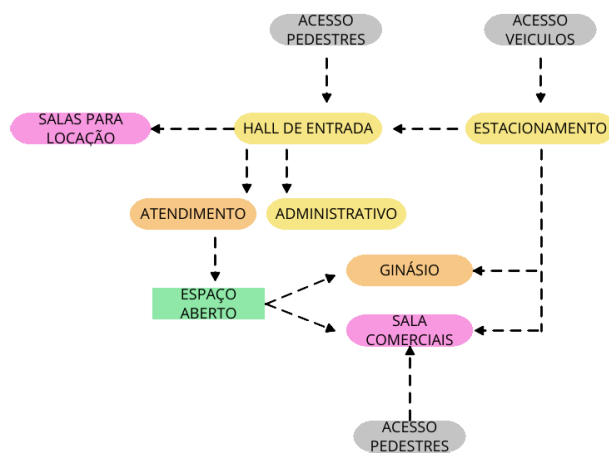 ACESSO
PEDESTRES
ACESSO
VEICULOS
SALAS PARA
LOCAÇÃO
HALL DE ENTRADA
ESTACIONAMENTO
ATENDIMENTO
ADMINISTRATIVO
ESPAÇO
ABERTO
GINÁSIO
SALA
COMERCIAIS
ACESSO
PEDESTRES